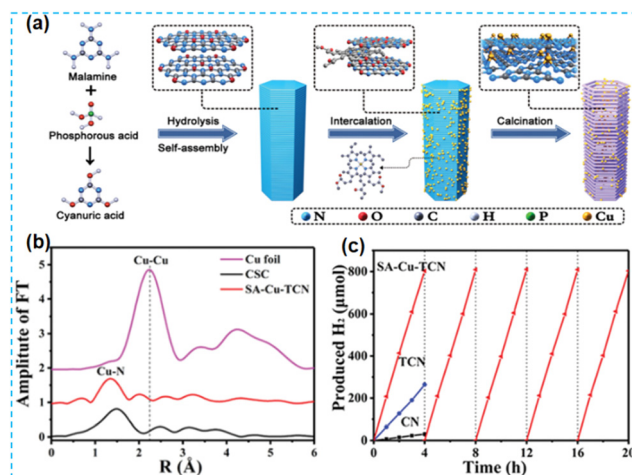 (a)
Malamine
+
Phosphorous acid
Cyanuric acid
Hydrolysis
Self-assembly
Intercalation
Calcination
N O C H P Cu
(b)
Cu-Cu
Cu foil
CSC
SA-Cu-TCN
Cu-N
Amplitude of FT
5
4
3
2
1
0
0 1 2 3 4 5 6
R (Å)
(c)
SA-Cu-TCN
TCN
CN
Produced H₂ (μmol)
800
600
400
200
0
0 4 8 12 16 20
Time (h)